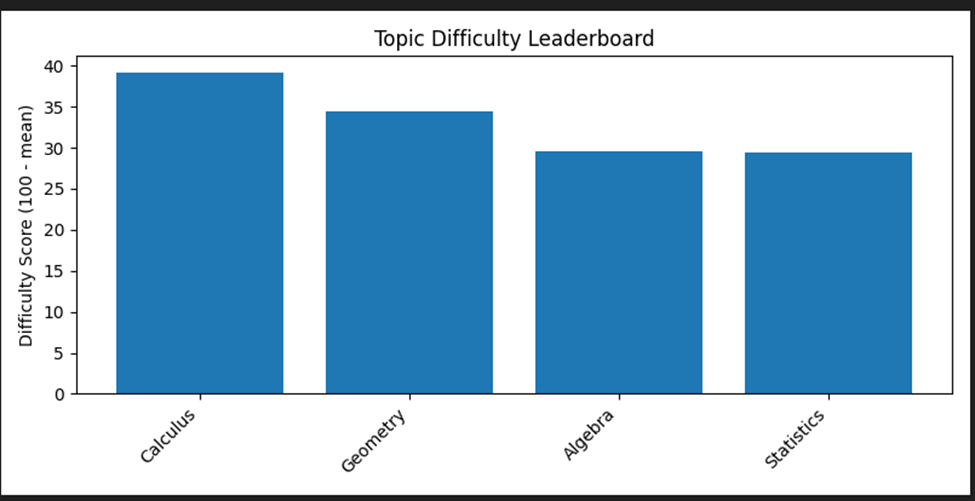 Topic Difficulty Leaderboard
Difficulty Score (100 - mean)
40
35
30
25
20
15
10
5
0
Calculus
Geometry
Algebra
Statistics